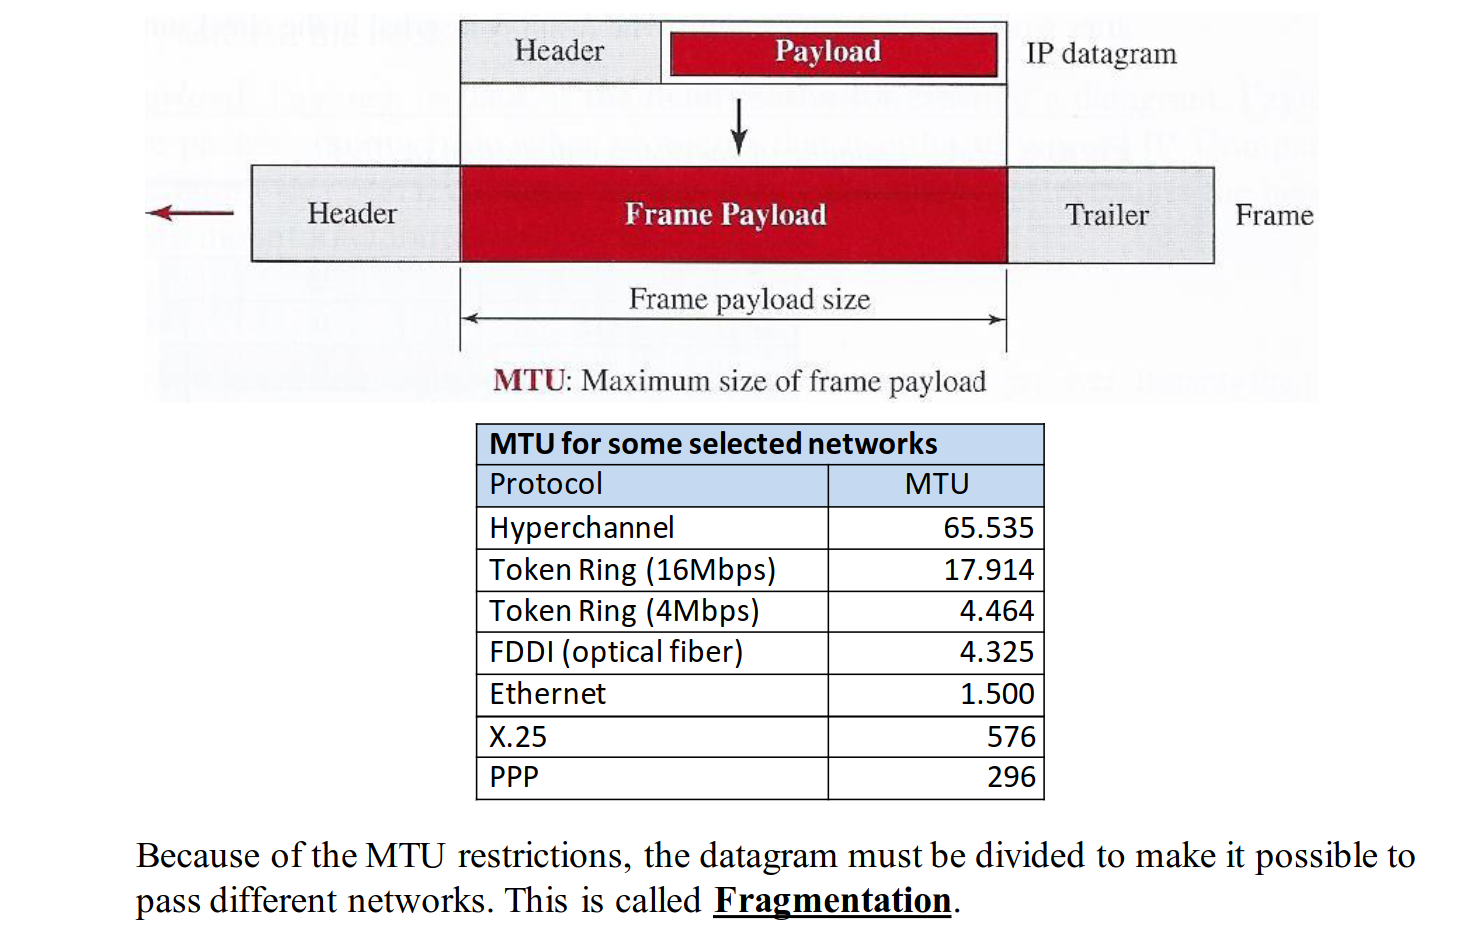 Header Payload IP datagram
Header Frame Payload Trailer Frame
Frame payload size
MTU: Maximum size of frame payload
MTU for some selected networks
Protocol MTU
Hyperchannel 65.535
Token Ring (16Mbps) 17.914
Token Ring (4Mbps) 4.464
FDDI (optical fiber) 4.325
Ethernet 1.500
X.25 576
PPP 296
Because of the MTU restrictions, the datagram must be divided to make it possible to
pass different networks. This is called Fragmentation.